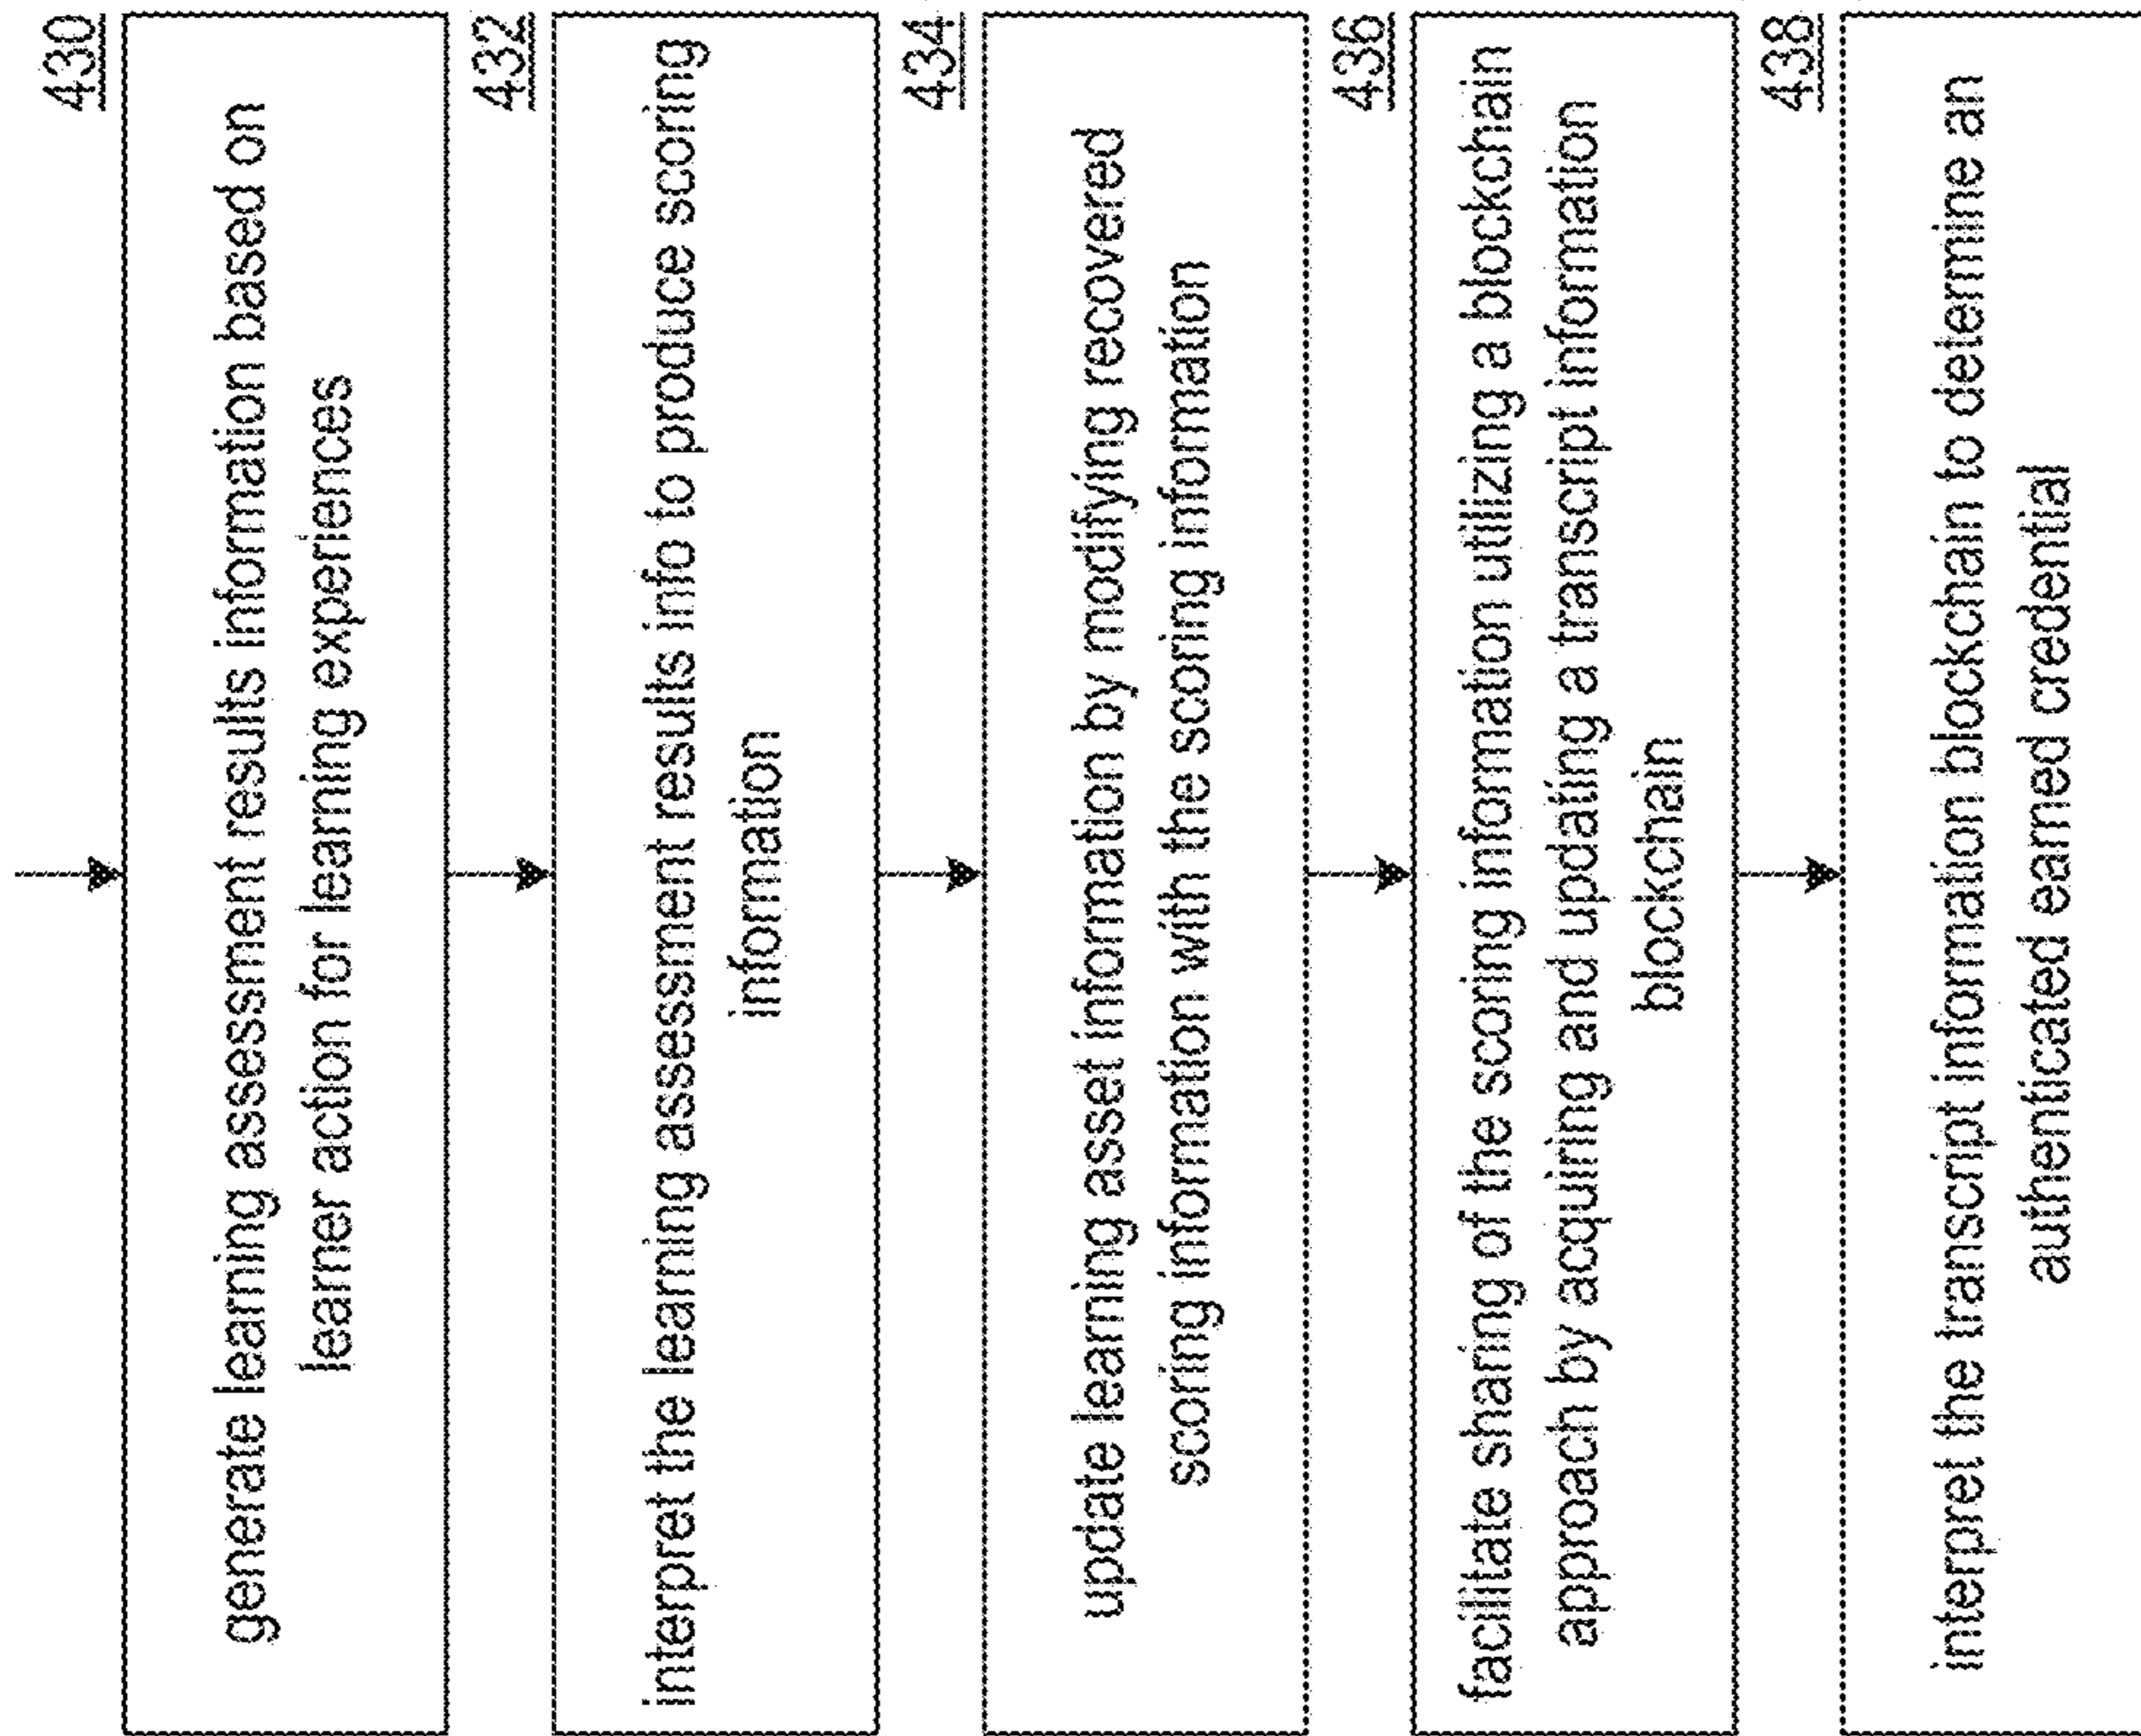 430
generate learning assessment results information based on
learner action for learning experiences
432
interpret the learning assessment results info to produce scoring
information
434
update learning asset information by modifying recovered
scoring information with the scoring information
436
facilitate sharing of the scoring information utilizing a blockchain
approach by acquiring and updating a transcript information
blockchain
438
interpret the transcript information blockchain to determine an
authenticated earned credential